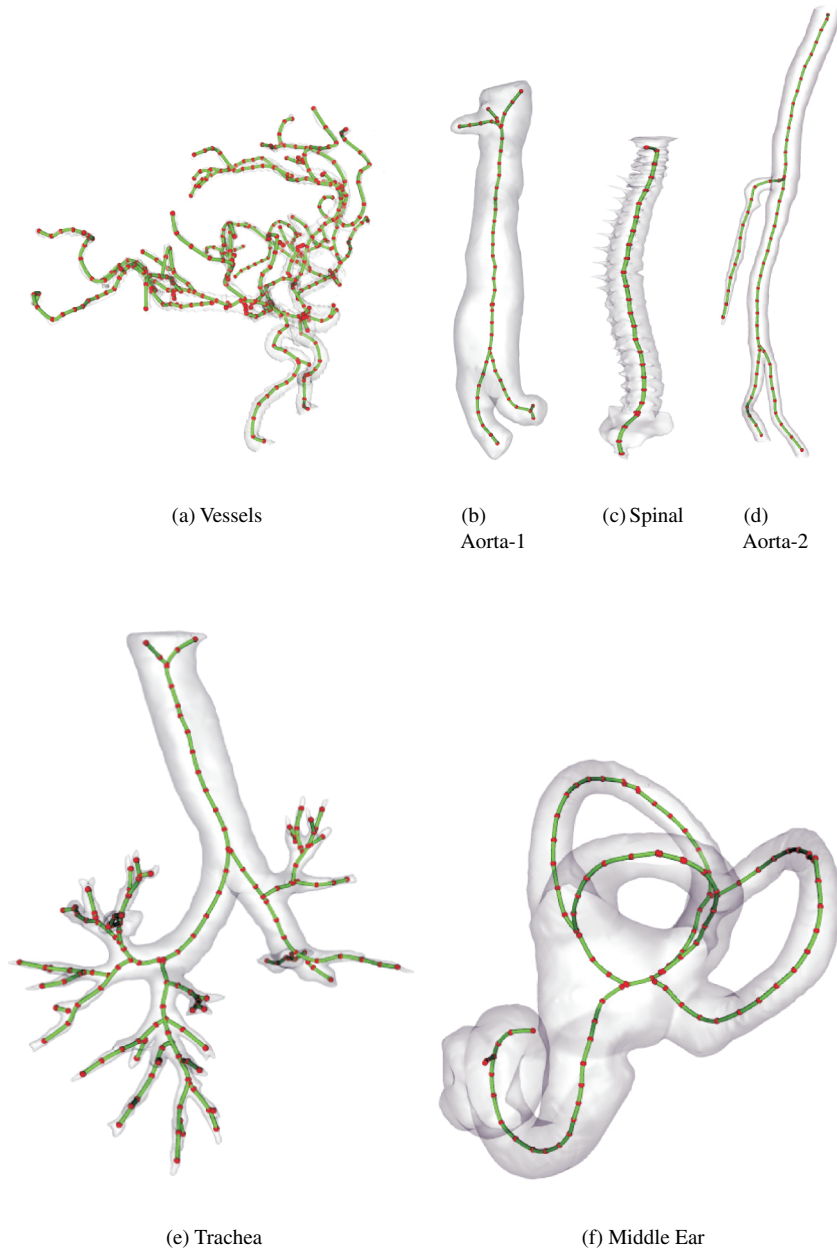 (a) Vessels
(b)
Aorta-1
(c) Spinal
(d)
Aorta-2
(e) Trachea
(f) Middle Ear